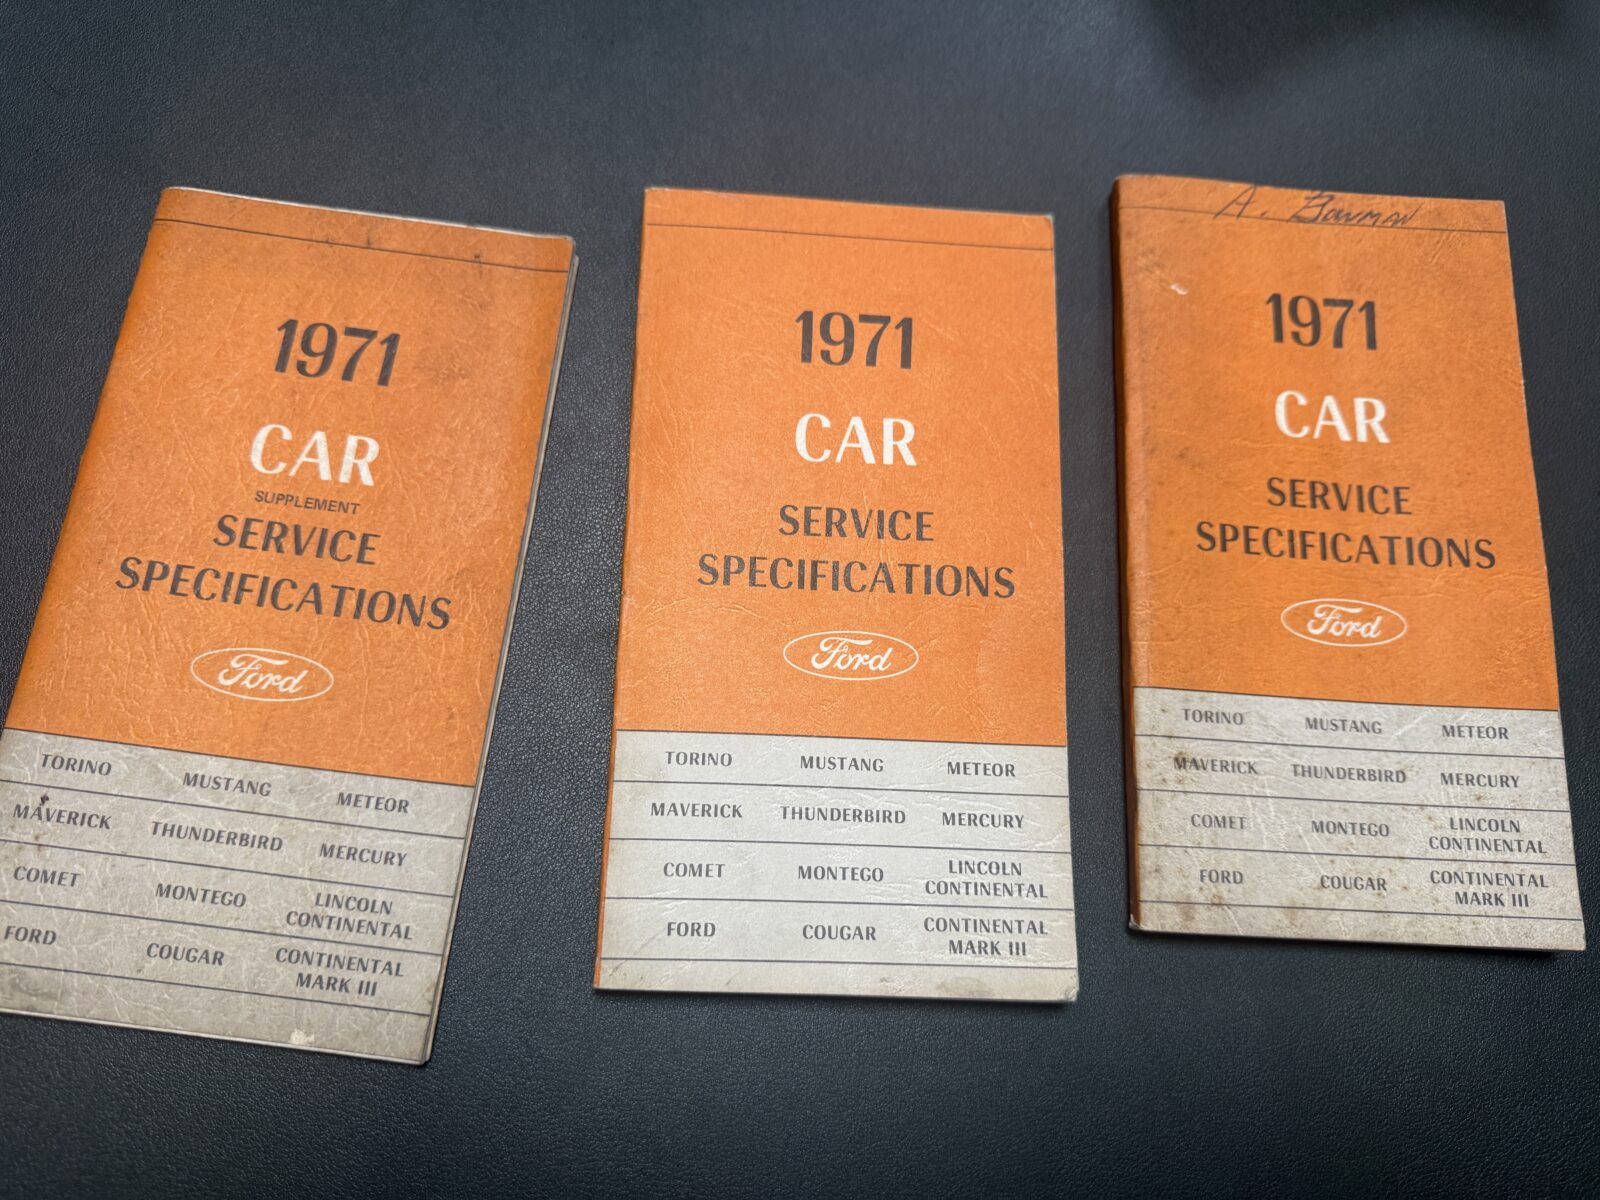 1971
CAR
SUPPLEMENT
SERVICE
SPECIFICATIONS
Ford
TORINO MUSTANG METEOR
MAVERICK THUNDERBIRD MERCURY
COMET MONTEGO LINCOLN
CONTINENTAL
FORD COUGAR CONTINENTAL
MARK III
1971
CAR
SERVICE
SPECIFICATIONS
Ford
TORINO MUSTANG METEOR
MAVERICK THUNDERBIRD MERCURY
COMET MONTEGO LINCOLN
CONTINENTAL
FORD COUGAR CONTINENTAL
MARK III
A. Bowman
1971
CAR
SERVICE
SPECIFICATIONS
Ford
TORINO MUSTANG METEOR
MAVERICK THUNDERBIRD MERCURY
COMET MONTEGO LINCOLN
CONTINENTAL
FORD COUGAR CONTINENTAL
MARK III